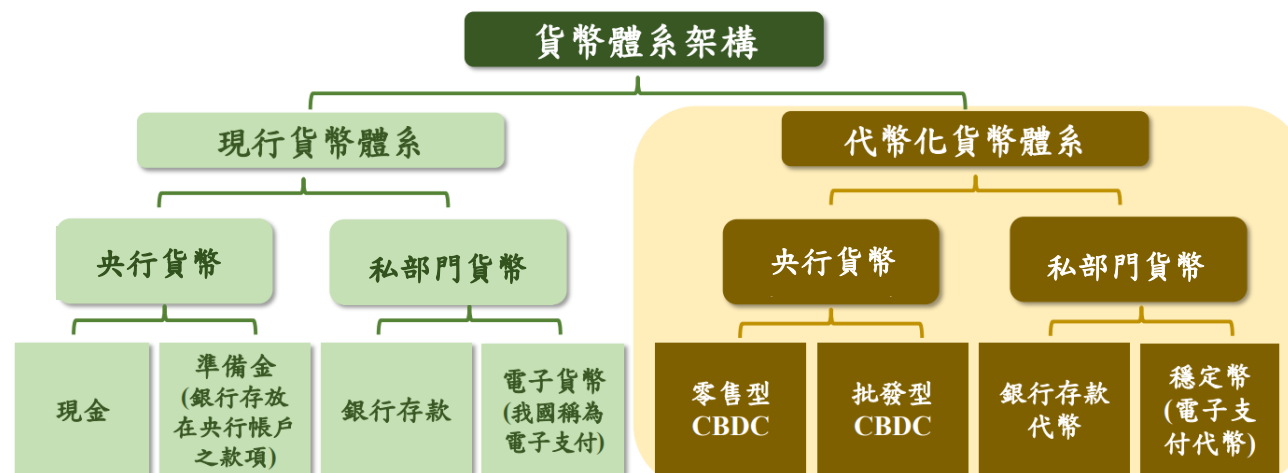 貨幣體系架構
現行貨幣體系
代幣化貨幣體系
央行貨幣
私部門貨幣
央行貨幣
私部門貨幣
現金
準備金
(銀行存放
在央行帳戶
之款項)
銀行存款
電子貨幣
(我國稱為
電子支付)
零售型
CBDC
批發型
CBDC
銀行存款
代幣
穩定幣
(電子支
付代幣)